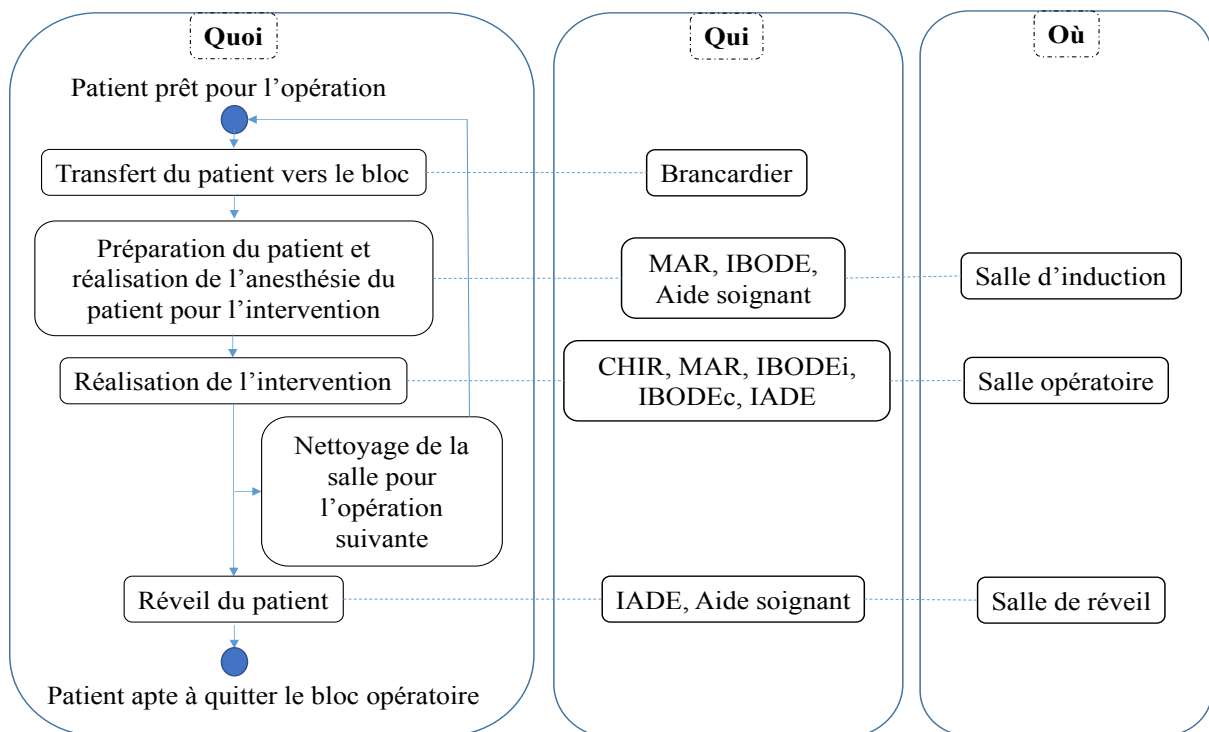 Quoi
Qui
Où
Patient prêt pour l’opération
Transfert du patient vers le bloc
Brancardier
Préparation du patient et
réalisation de l’anesthésie du
patient pour l’intervention
MAR, IBODE,
Aide soignant
Salle d’induction
Réalisation de l’intervention
CHIR, MAR, IBODEi,
IBODEc, IADE
Salle opératoire
Nettoyage de la
salle pour
l’opération
suivante
Réveil du patient
IADE, Aide soignant
Salle de réveil
Patient apte à quitter le bloc opératoire